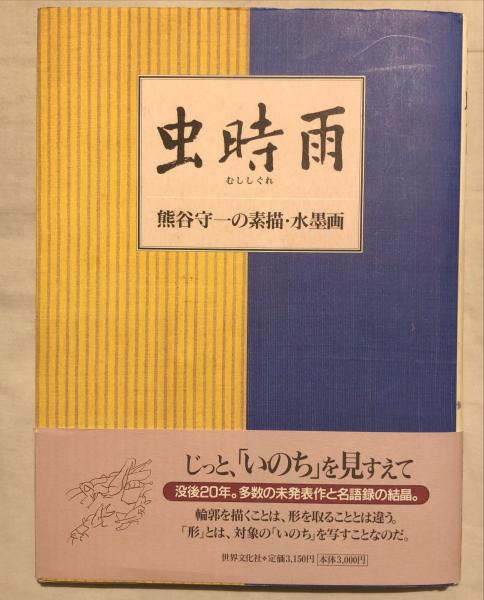 虫時雨
むししぐれ
熊谷守一の素描・水墨画
じっと、「いのち」を見すえて
没後20年。多数の未発表作と名語録の結晶。
輪郭を描くことは、形を取ることとは違う。
「形」とは、対象の「いのち」を写すことなのだ。
世界文化社❖定価3,150円 本体3,000円